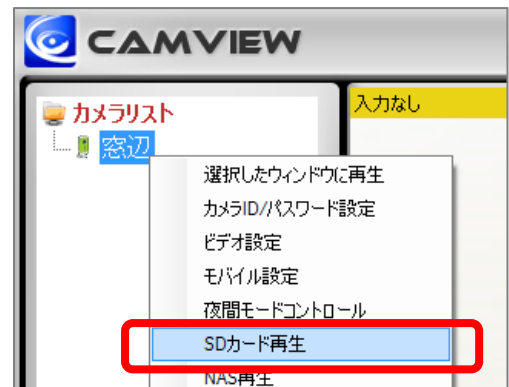 CAMVIEW
カメラリスト
窓辺
入力なし
選択したウィンドウに再生
カメラID/パスワード設定
ビデオ設定
モバイル設定
夜間モードコントロール
SDカード再生
NAS再生